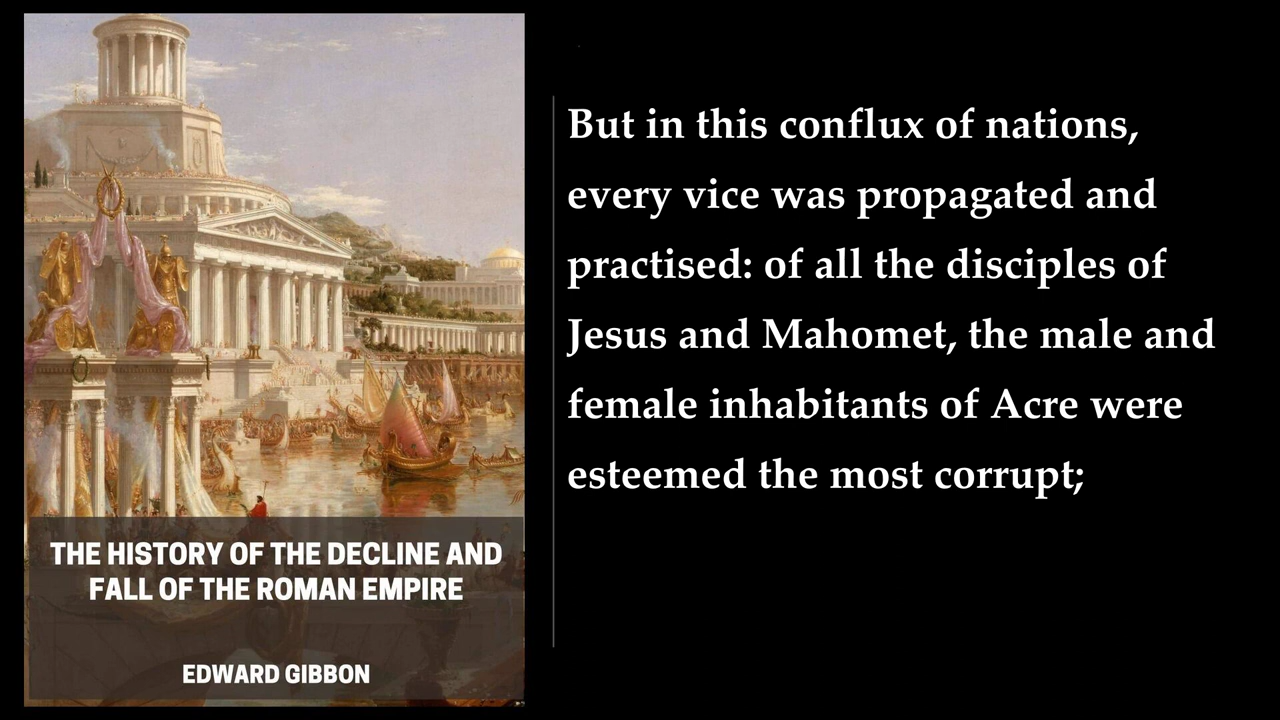 THE HISTORY OF THE DECLINE AND
FALL OF THE ROMAN EMPIRE
EDWARD GIBBON
But in this conflux of nations,
every vice was propagated and
practised: of all the disciples of
Jesus and Mahomet, the male and
female inhabitants of Acre were
esteemed the most corrupt;